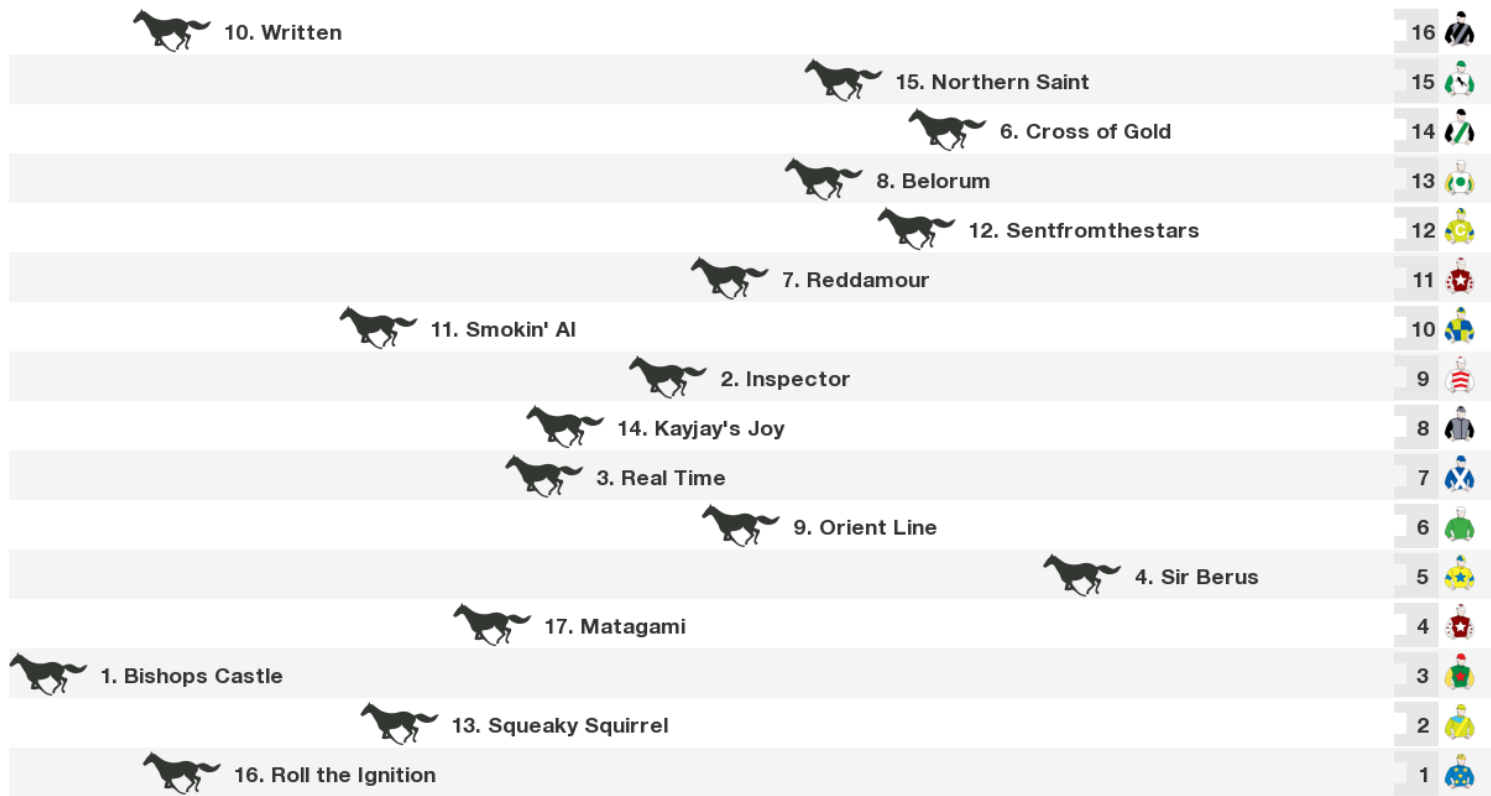 10. Written 16
15. Northern Saint 15
6. Cross of Gold 14
8. Belorum 13
12. Sentfromthestars 12 C
7. Reddamour 11
11. Smokin' Al 10
2. Inspector 9
14. Kayjay's Joy 8
3. Real Time 7
9. Orient Line 6
4. Sir Berus 5
17. Matagami 4
1. Bishops Castle 3
13. Squeaky Squirrel 2
16. Roll the Ignition 1